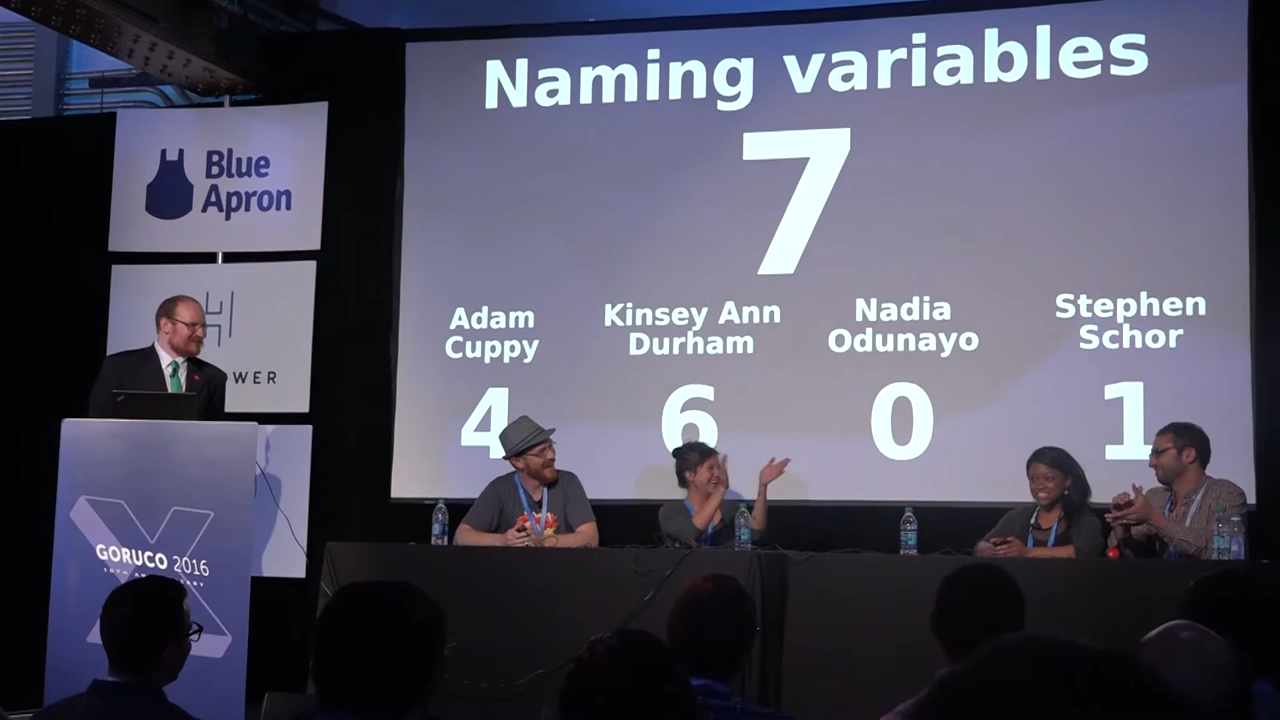 Naming variables
7
Adam
Cuppy
Kinsey Ann
Durham
Nadia
Odunayo
Stephen
Schor
4
6
0
1
Blue
Apron
WER
GORUCO 2016
10TH